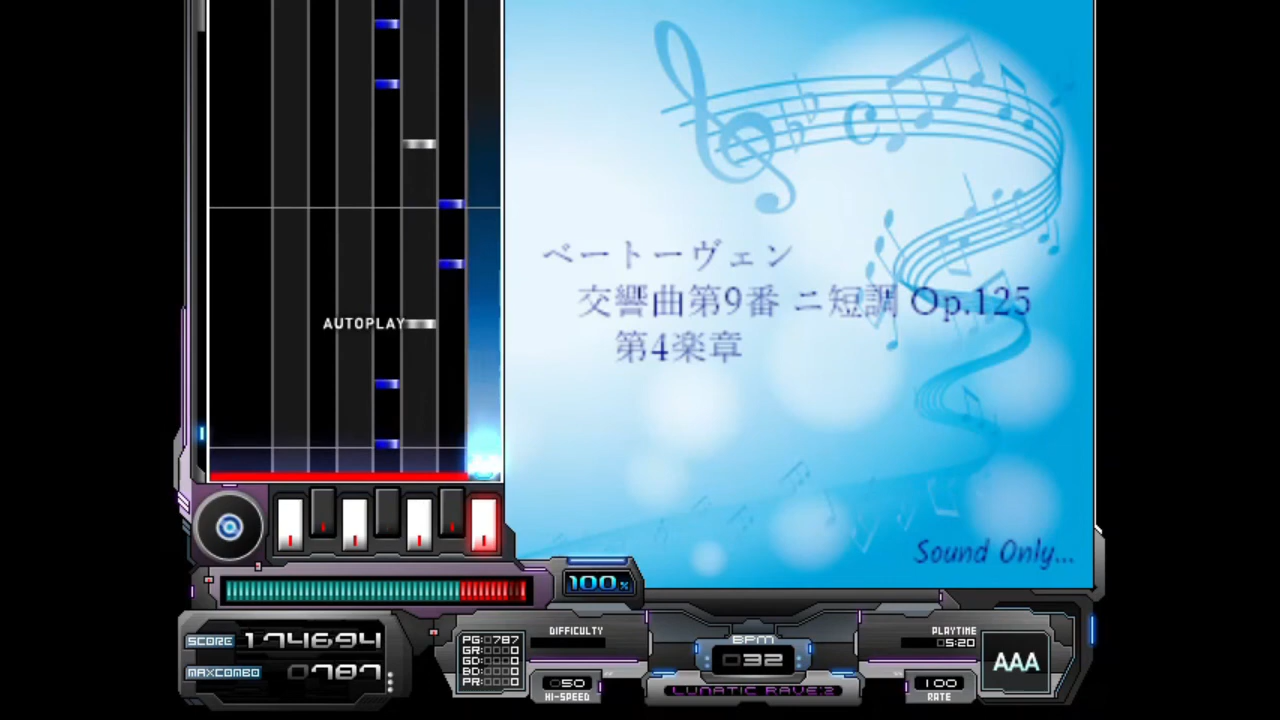 AUTOPLAY
ベートーヴェン
交響曲第9番 ニ短調 Op.125
第4楽章
Sound Only...
100%
SCORE 174694
MAXCOMBO 0787
PG:0787
GR:0000
GD:0000
BD:0000
PR:0000
DIFFICULTY
050
HI-SPEED
BPM
032
LUNATIC RAVE:2
PLAYTIME
05:20
100
RATE
AAA